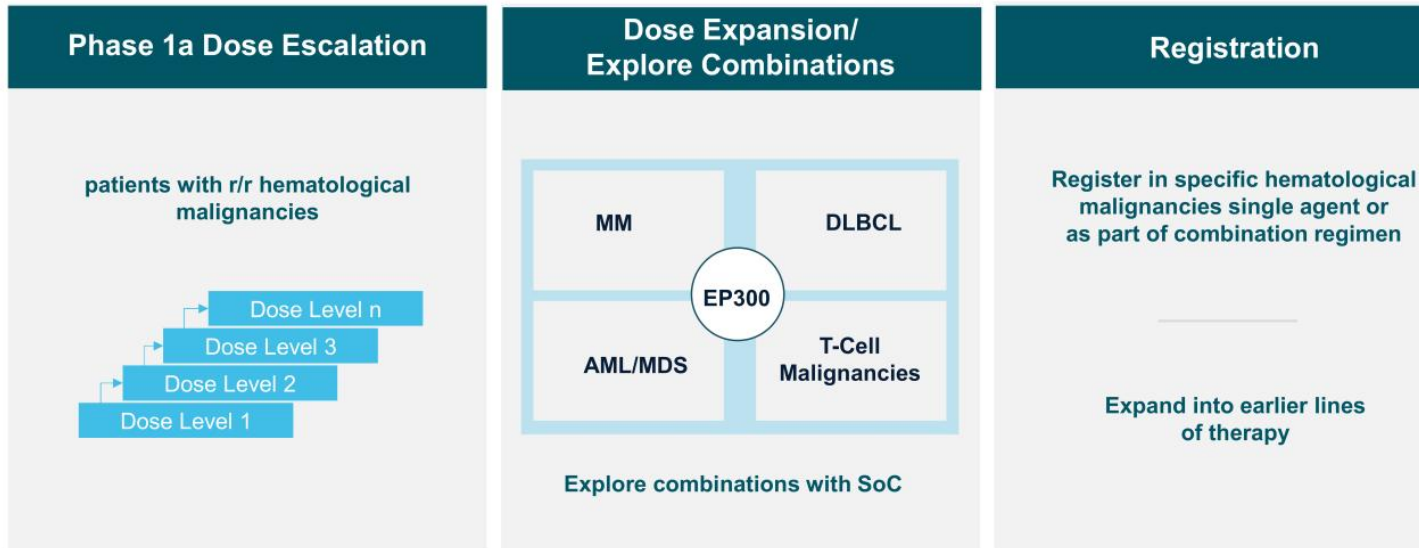 Phase 1a Dose Escalation
patients with r/r hematological
malignancies
Dose Level n
Dose Level 3
Dose Level 2
Dose Level 1
Dose Expansion/
Explore Combinations
MM
DLBCL
EP300
AML/MDS
T-Cell
Malignancies
Explore combinations with SoC
Registration
Register in specific hematological
malignancies single agent or
as part of combination regimen
Expand into earlier lines
of therapy